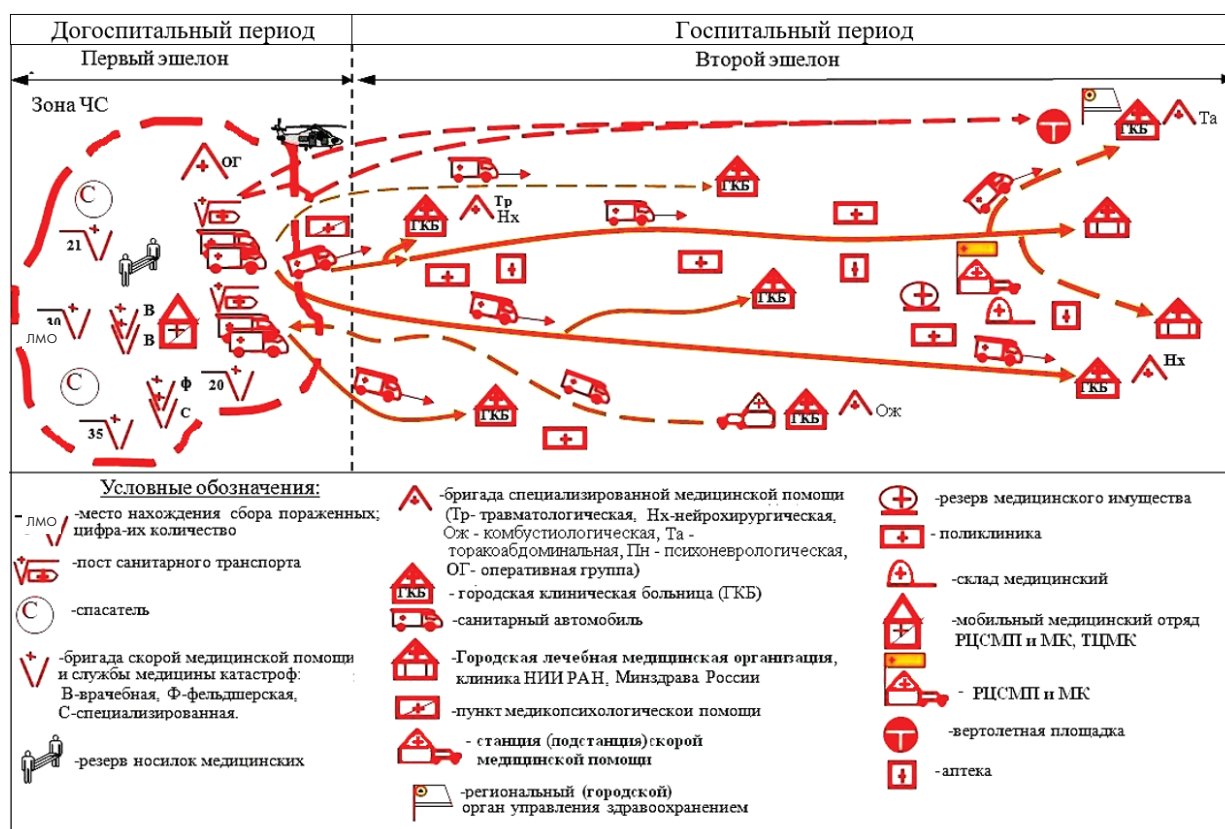 Догоспитальный период
Госпитальный период
Первый эшелон
Второй эшелон
Зона ЧС
ОГ
С
21
30
ЛМО
В
В
С
Ф
С
20
35
ГКБ
Тр
Нх
ГКБ
ГКБ
ГКБ
ГКБ
Ож
ГКБ
Та
ГКБ
Нх
Условные обозначения:
ЛМО
-место нахождения сбора пораженных;
цифра-их количество
-пост санитарного транспорта
С
-спасатель
-бригада скорой медицинской помощи
и службы медицины катастроф:
В-врачебная, Ф-фельдшерская,
С-специализированная.
-резерв носилок медицинских
-бригада специализированной медицинской помощи
(Тр- травматологическая, Нх-нейрохирургическая,
Ож - комбустиологическая, Та -
торакоабдоминальная, Пн - психоневрологическая,
ОГ- оперативная группа)
ГКБ
- городская клиническая больница (ГКБ)
-санитарный автомобиль
-Городская лечебная медицинская организация,
клиника НИИ РАН, Минздрава России
-пункт медикопсихологической помощи
- станция (подстанция)скорой
медицинской помощи
-региональный (городской)
орган управления здравоохранением
-резерв медицинского имущества
- поликлиника
-склад медицинский
-мобильный медицинский отряд
РЦСМП и МК, ТЦМК
- РЦСМП и МК
-вертолетная площадка
-аптека